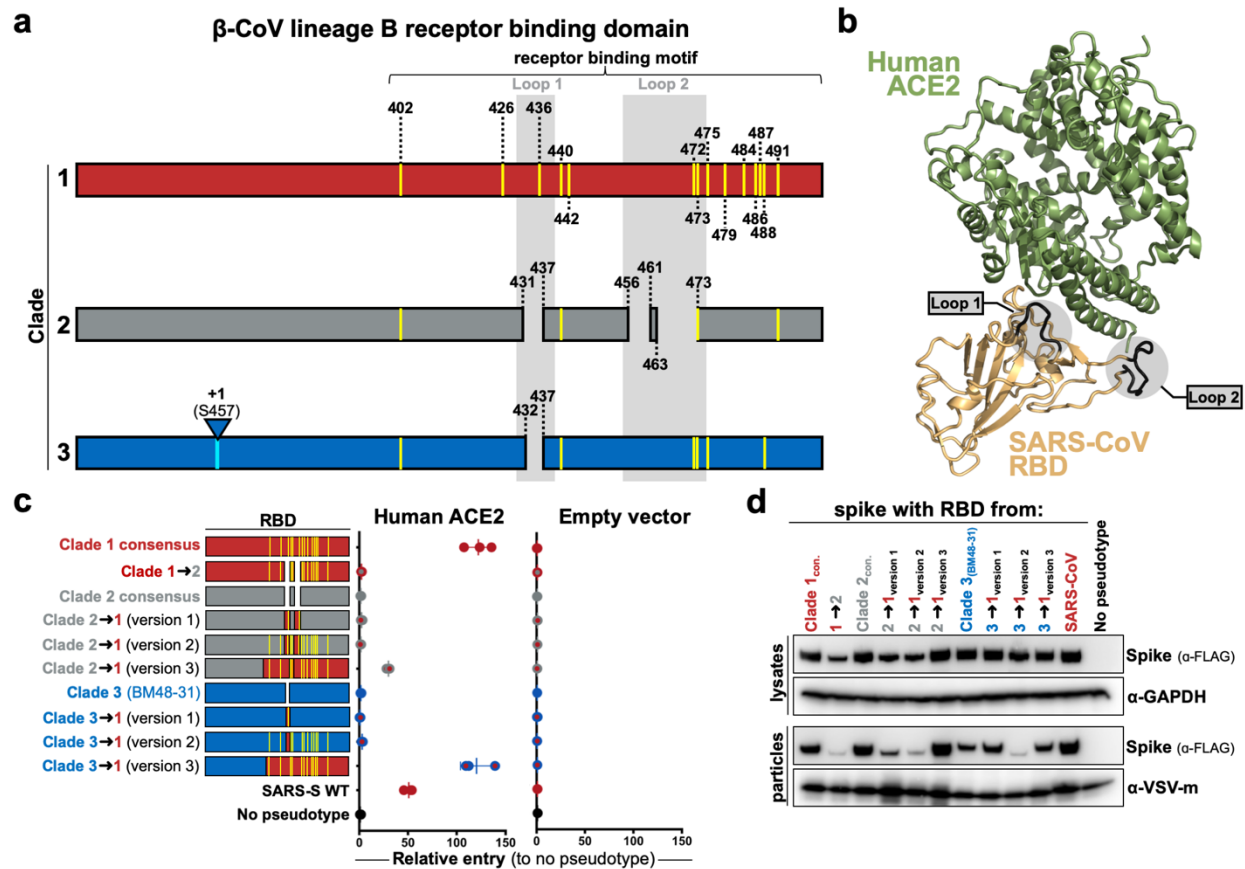 a
β-CoV lineage B receptor binding domain
receptor binding motif
Loop 1
Loop 2
402
426
436
440
442
472
473
475
479
484
486
487
488
491
Clade
1
431
437
456
461
463
473
2
+1
(S457)
432
437
3
b
Human
ACE2
Loop 1
Loop 2
SARS-CoV
RBD
c
RBD
Human ACE2
Empty vector
Clade 1 consensus
Clade 1➔2
Clade 2 consensus
Clade 2➔1 (version 1)
Clade 2➔1 (version 2)
Clade 2➔1 (version 3)
Clade 3 (BM48-31)
Clade 3➔1 (version 1)
Clade 3➔1 (version 2)
Clade 3➔1 (version 3)
SARS-S WT
No pseudotype
0 50 100 150
0 50 100 150
Relative entry (to no pseudotype)
d
spike with RBD from:
Clade 1con.
1➔2
Clade 2con.
2➔1version 1
2➔1version 2
2➔1version 3
Clade 3(BM48-31)
3➔1version 1
3➔1version 2
3➔1version 3
SARS-CoV
No pseudotype
lysates
Spike (α-FLAG)
α-GAPDH
particles
Spike (α-FLAG)
α-VSV-m